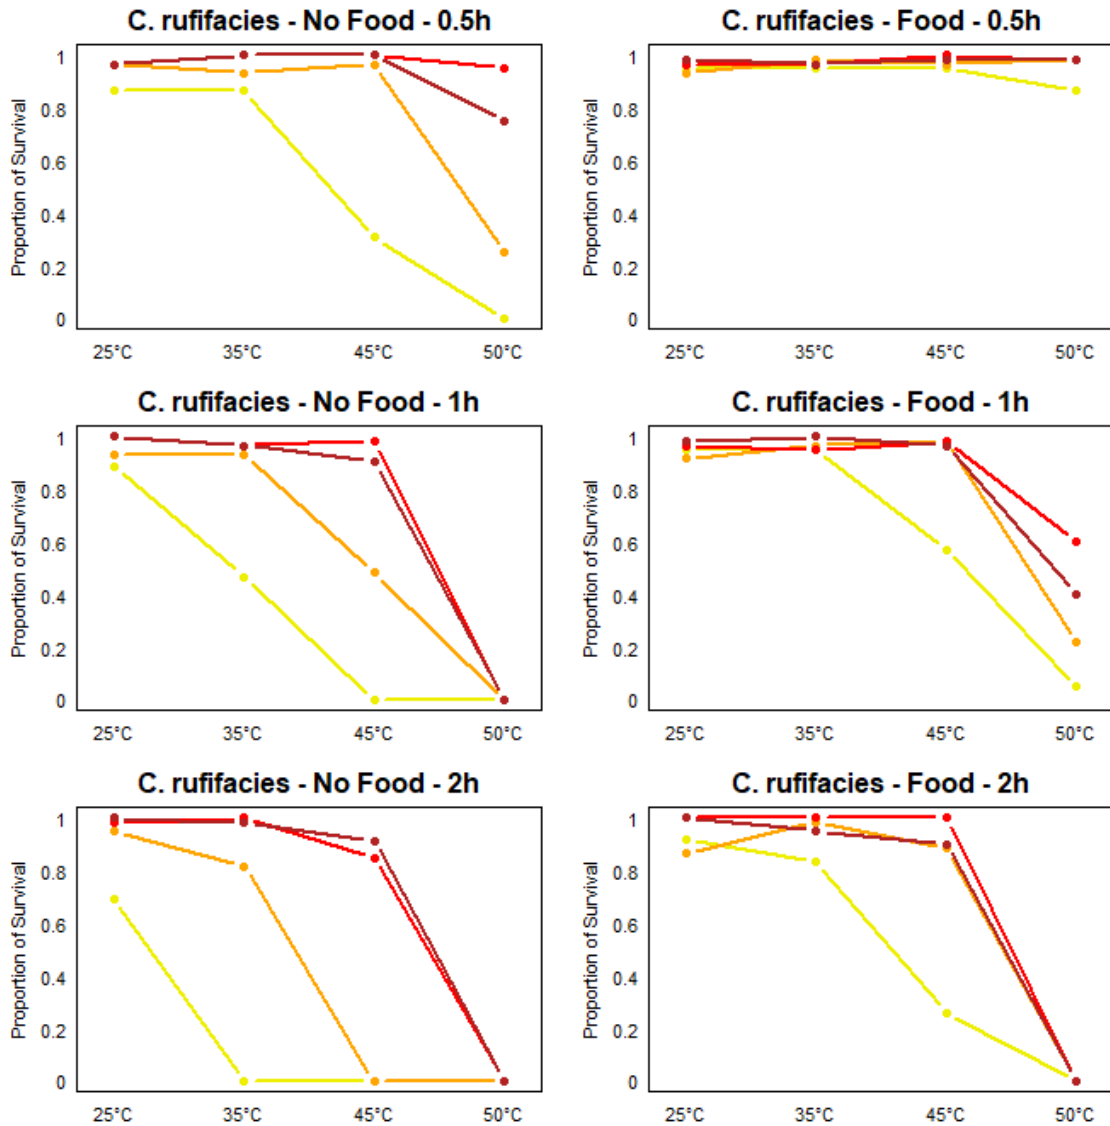 C. rufifacies - No Food - 0.5h
Proportion of Survival
1
0.8
0.6
0.4
0.2
0
25°C 35°C 45°C 50°C
C. rufifacies - Food - 0.5h
Proportion of Survival
1
0.8
0.6
0.4
0.2
0
25°C 35°C 45°C 50°C
C. rufifacies - No Food - 1h
Proportion of Survival
1
0.8
0.6
0.4
0.2
0
25°C 35°C 45°C 50°C
C. rufifacies - Food - 1h
Proportion of Survival
1
0.8
0.6
0.4
0.2
0
25°C 35°C 45°C 50°C
C. rufifacies - No Food - 2h
Proportion of Survival
1
0.8
0.6
0.4
0.2
0
25°C 35°C 45°C 50°C
C. rufifacies - Food - 2h
Proportion of Survival
1
0.8
0.6
0.4
0.2
0
25°C 35°C 45°C 50°C